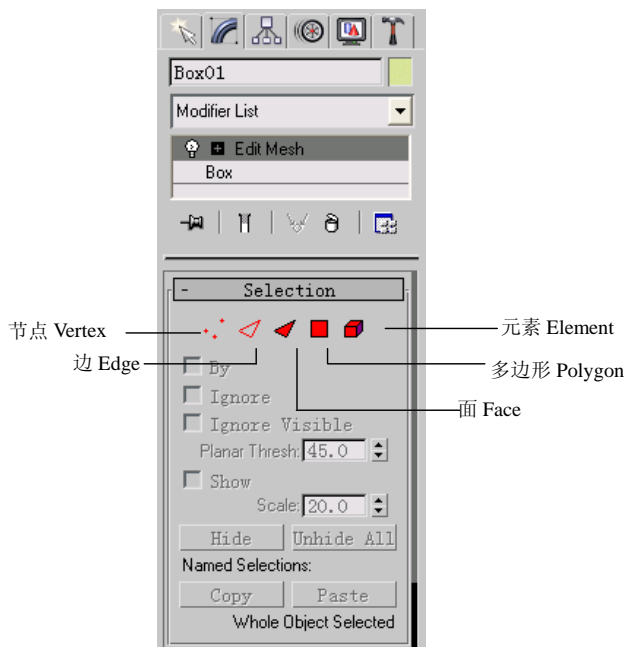 Box01
Modifier List
Edit Mesh
Box
- Selection
节点 Vertex
元素 Element
边 Edge
多边形 Polygon
面 Face
By
Ignore
Ignore Visible
Planar Thresh: 45.0
Show
Scale: 20.0
Hide Unhide All
Named Selections:
Copy Paste
Whole Object Selected